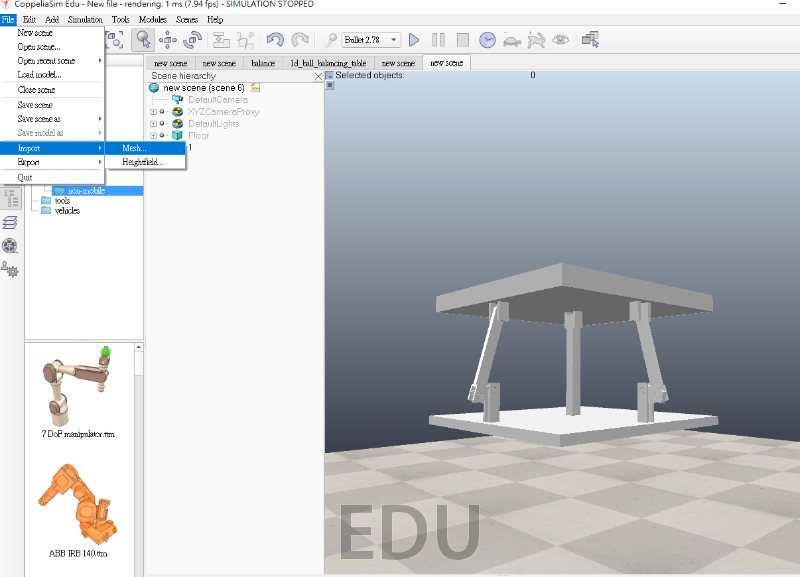 CoppeliaSim Edu - New file - rendering: 1 ms (7.94 fps) - SIMULATION STOPPED
File Edit Add Simulation Tools Modules Scenes Help
New scene
Open scene...
Open recent scene
Load model...
Close scene
Save scene
Save scene as
Save model as
Import
Export
Quit
Mesh...
Heightfield...
Bullet 2.78
new scene new scene balance 1d_ball_balancing_table new scene new scene
Scene hierarchy
new scene (scene 6)
DefaultCamera
XYZCameraProxy
DefaultLights
Floor
1
Selected objects: 0
non-mobile
tools
vehicles
7 DoF manipulator.ttm
ABB IRB 140.ttm
EDU